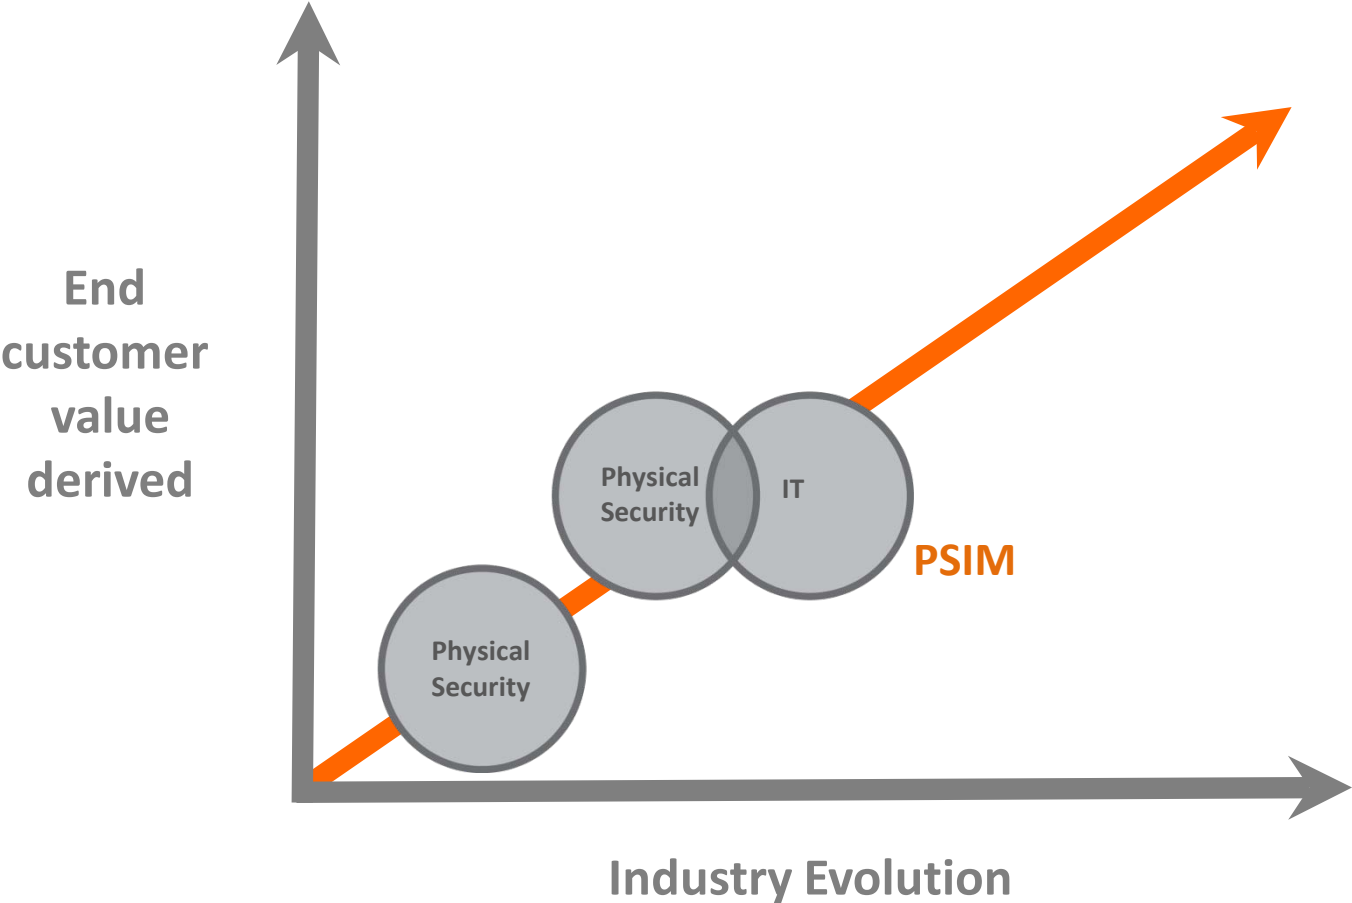 End
customer
value
derived
Physical
Security
IT
PSIM
Physical
Security
Industry Evolution